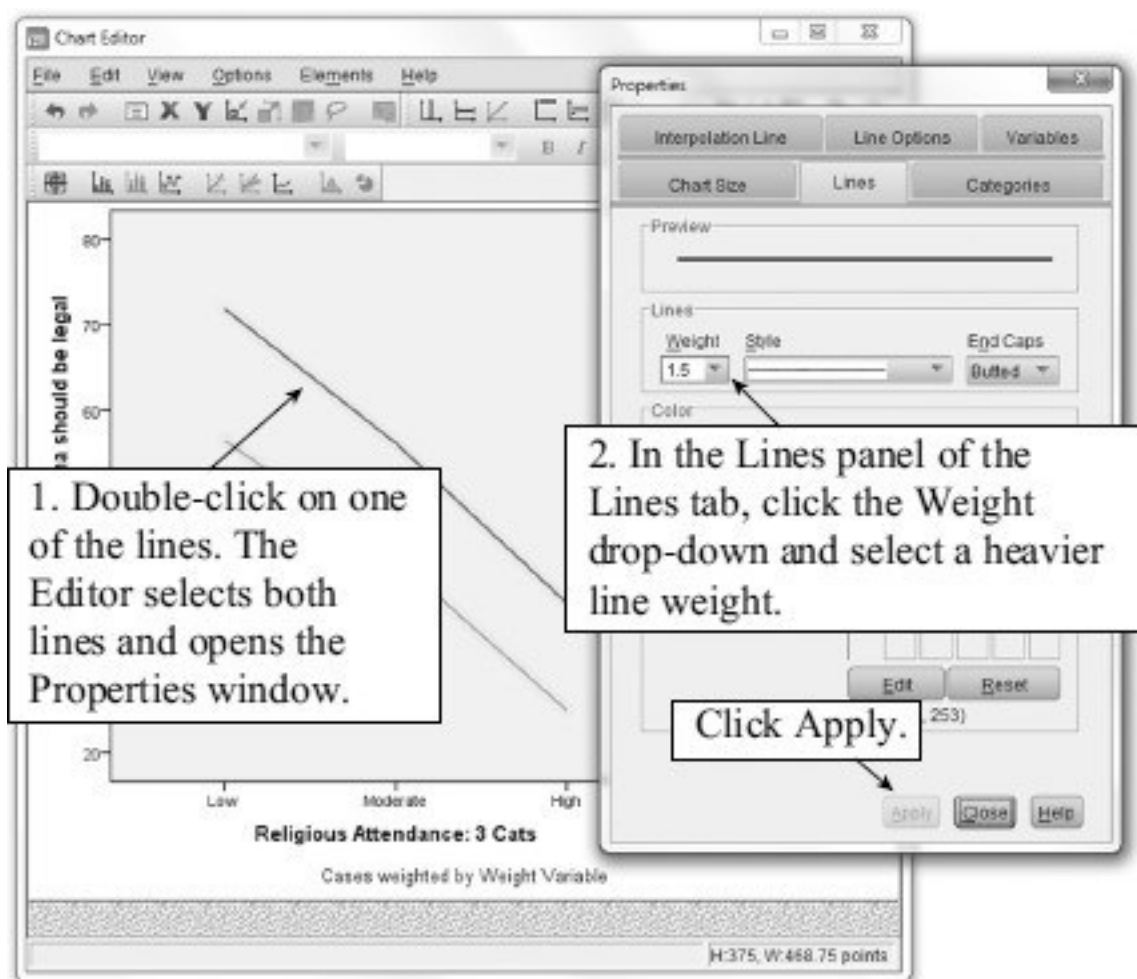 Chart Editor
File Edit View Options Elements Help
X Y
B I
80
70
60
20
na should be legal
Low Moderate High
Religious Attendance: 3 Cats
Cases weighted by Weight Variable
H:375, W:468.75 points
1. Double-click on one
of the lines. The
Editor selects both
lines and opens the
Properties window.
Properties
Interpolation Line Line Options Variables
Chart Size Lines Categories
Preview
Lines
Weight Style End Caps
1.5 Butted
Color
2. In the Lines panel of the
Lines tab, click the Weight
drop-down and select a heavier
line weight.
Edit Reset
, 253)
Click Apply.
Apply Close Help